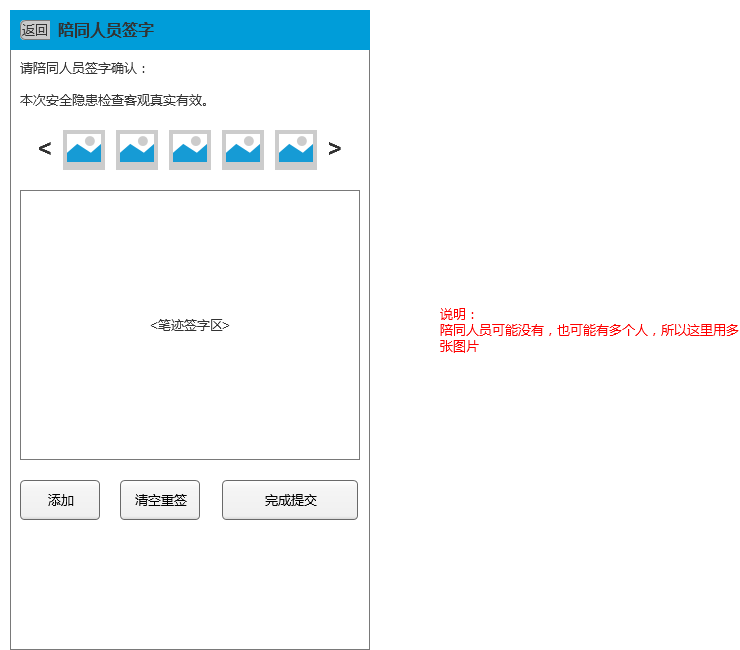 返回 陪同人员签字
请陪同人员签字确认：
本次安全隐患检查客观真实有效。
< >
<笔迹签字区>
说明：
陪同人员可能没有，也可能有多个人，所以这里用多
张图片
添加 清空重签 完成提交